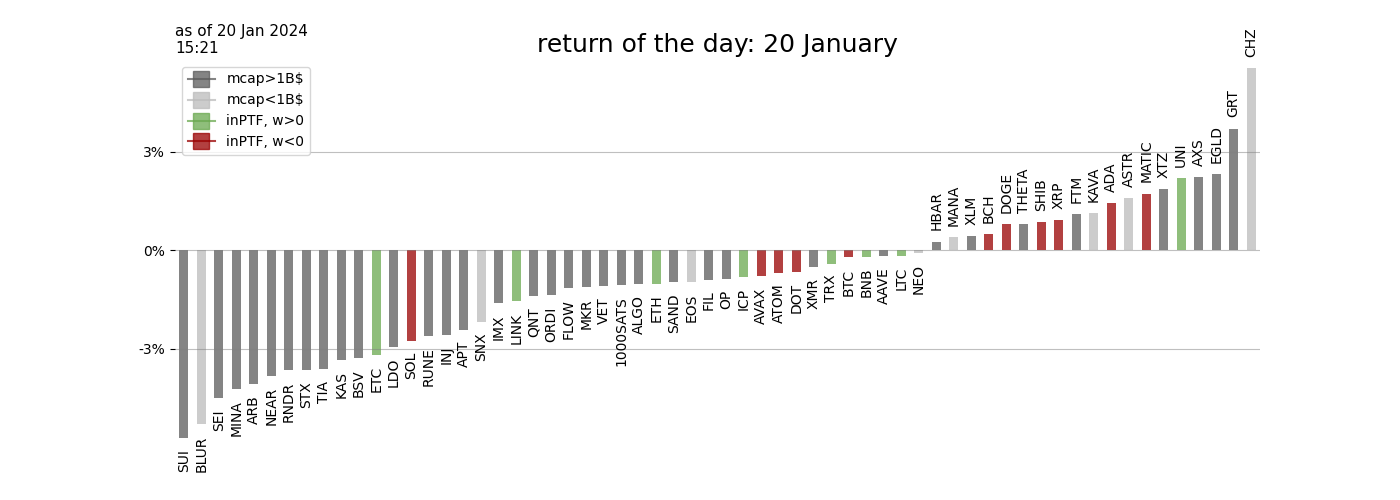 as of 20 Jan 2024
15:21
return of the day: 20 January
mcap>1B$
mcap<1B$
inPTF, w>0
inPTF, w<0
3%
0%
-3%
SUI
BLUR
SEI
MINA
ARB
NEAR
RNDR
STX
TIA
KAS
BSV
ETC
LDO
SOL
RUNE
INJ
APT
SNX
IMX
LINK
QNT
ORDI
FLOW
MKR
VET
1000SATS
ALGO
ETH
SAND
EOS
FIL
OP
ICP
AVAX
ATOM
DOT
XMR
TRX
BTC
BNB
AAVE
LTC
NEO
HBAR
MANA
XLM
BCH
DOGE
THETA
SHIB
XRP
FTM
KAVA
ADA
ASTR
MATIC
XTZ
UNI
AXS
EGLD
GRT
CHZ